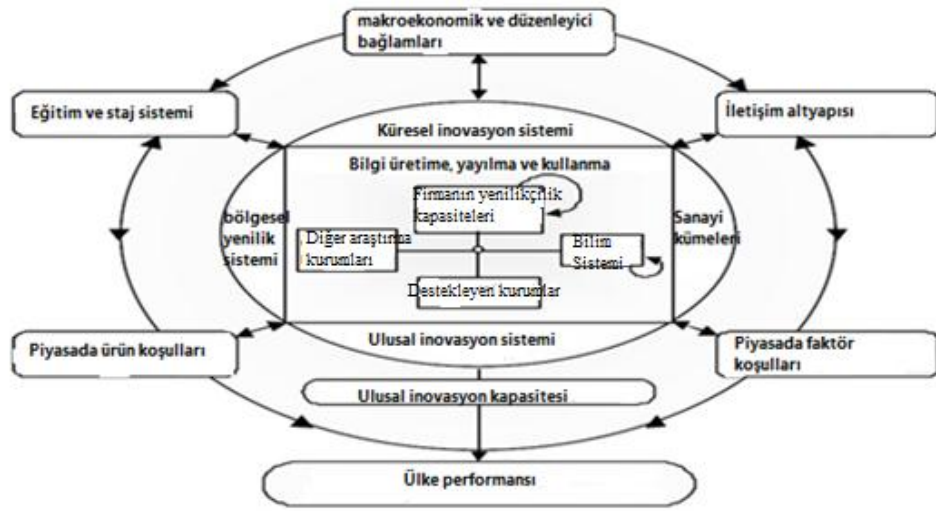 makroekonomik ve düzenleyici
bağlamları
Eğitim ve staj sistemi
İletişim altyapısı
Küresel inovasyon sistemi
Bilgi üretime, yayılma ve kullanma
Firmanın yenilikçilik
kapasiteleri
bölgesel
yenilik
sistemi
Sanayi
kümeleri
Diğer araştırma
kurumları
Bilim
Sistemi
Destekleyen kurumlar
Ulusal inovasyon sistemi
Piyasada ürün koşulları
Piyasada faktör
koşulları
Ulusal inovasyon kapasitesi
Ülke performansı